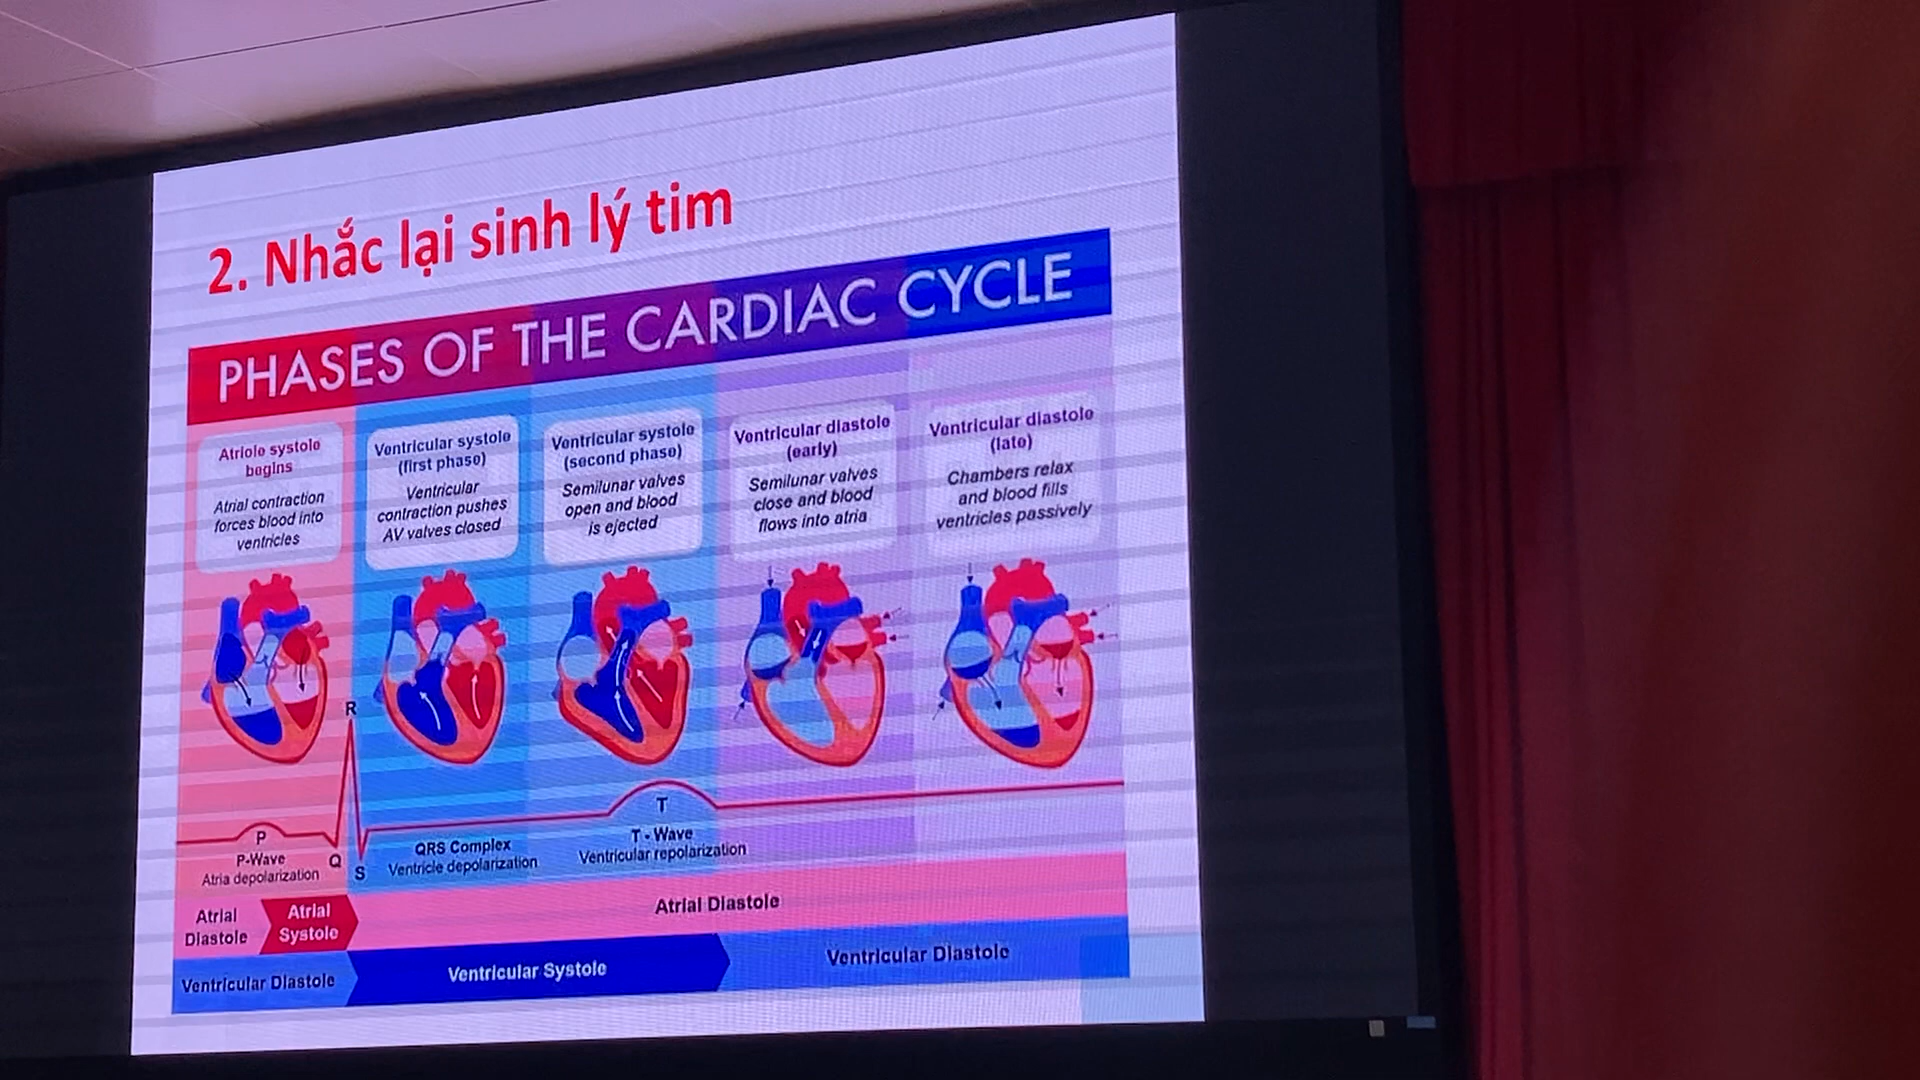 2. Nhắc lại sinh lý tim
PHASES OF THE CARDIAC CYCLE
Atriole systole
begins
Atrial contraction
forces blood into
ventricles
Ventricular systole
(first phase)
Ventricular
contraction pushes
AV valves closed
Ventricular systole
(second phase)
Semilunar valves
open and blood
is ejected
Ventricular diastole
(early)
Semilunar valves
close and blood
flows into atria
Ventricular diastole
(late)
Chambers relax
and blood fills
ventricles passively
R
P
P-Wave
Atria depolarization
Q
S
QRS Complex
Ventricle depolarization
T
T - Wave
Ventricular repolarization
Atrial
Diastole
Atrial
Systole
Atrial Diastole
Ventricular Diastole
Ventricular Systole
Ventricular Diastole